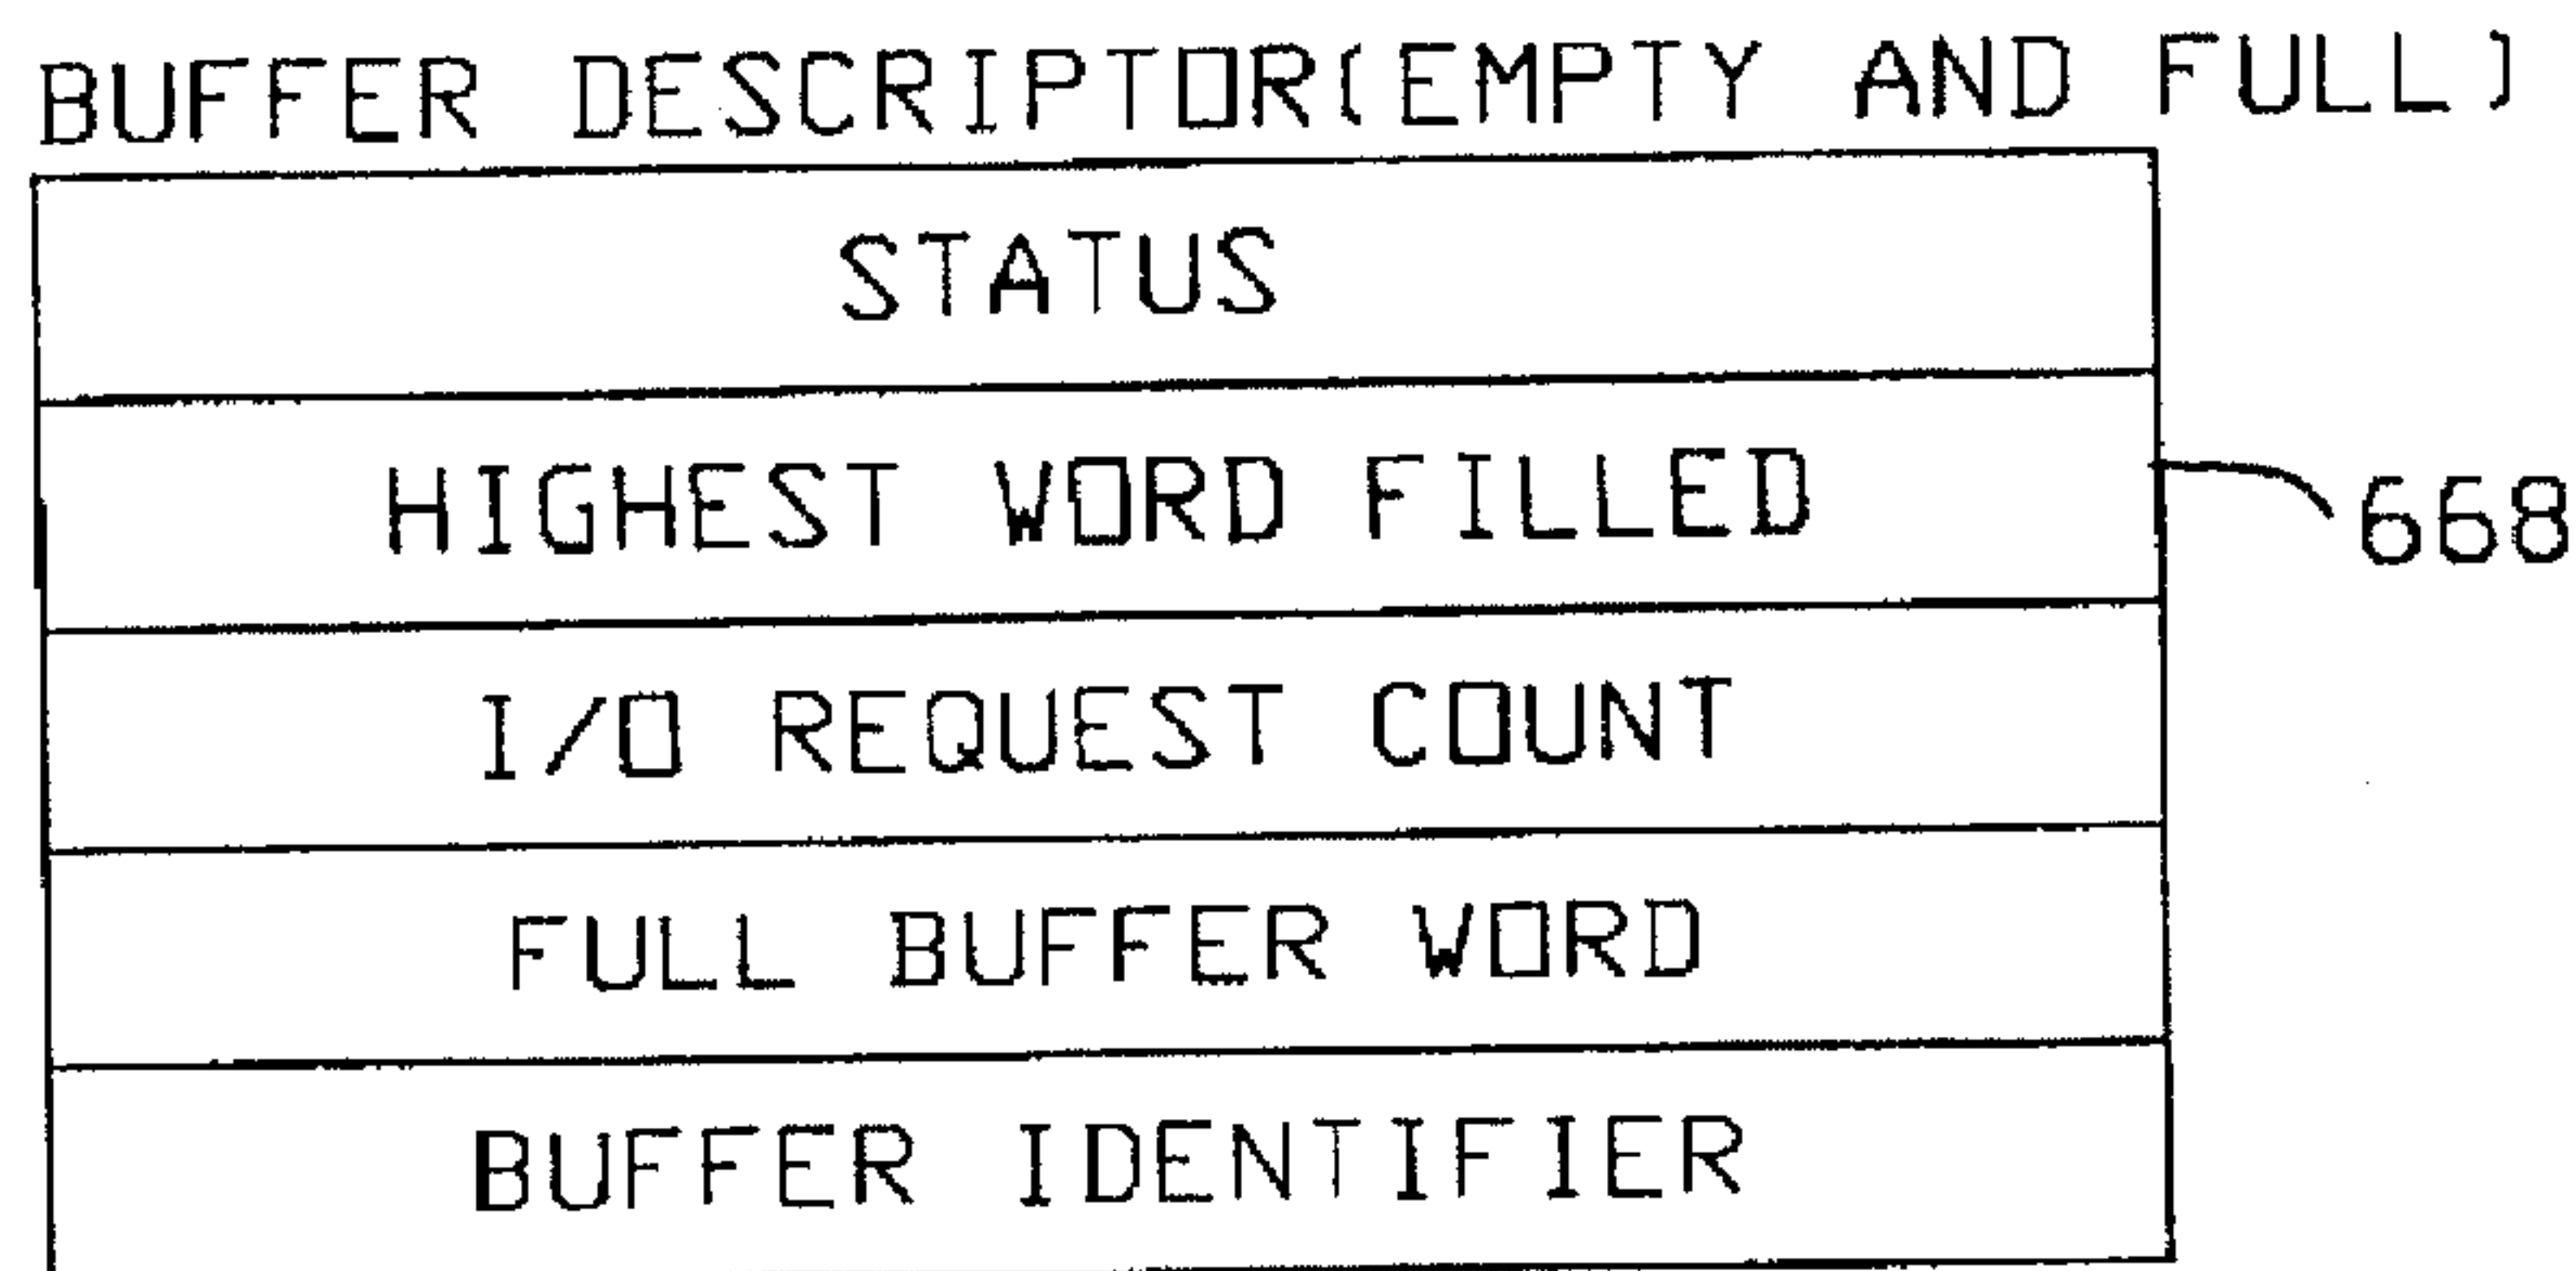 BUFFER DESCRIPTOR(EMPTY AND FULL)
STATUS
HIGHEST WORD FILLED
668
I/O REQUEST COUNT
FULL BUFFER WORD
BUFFER IDENTIFIER